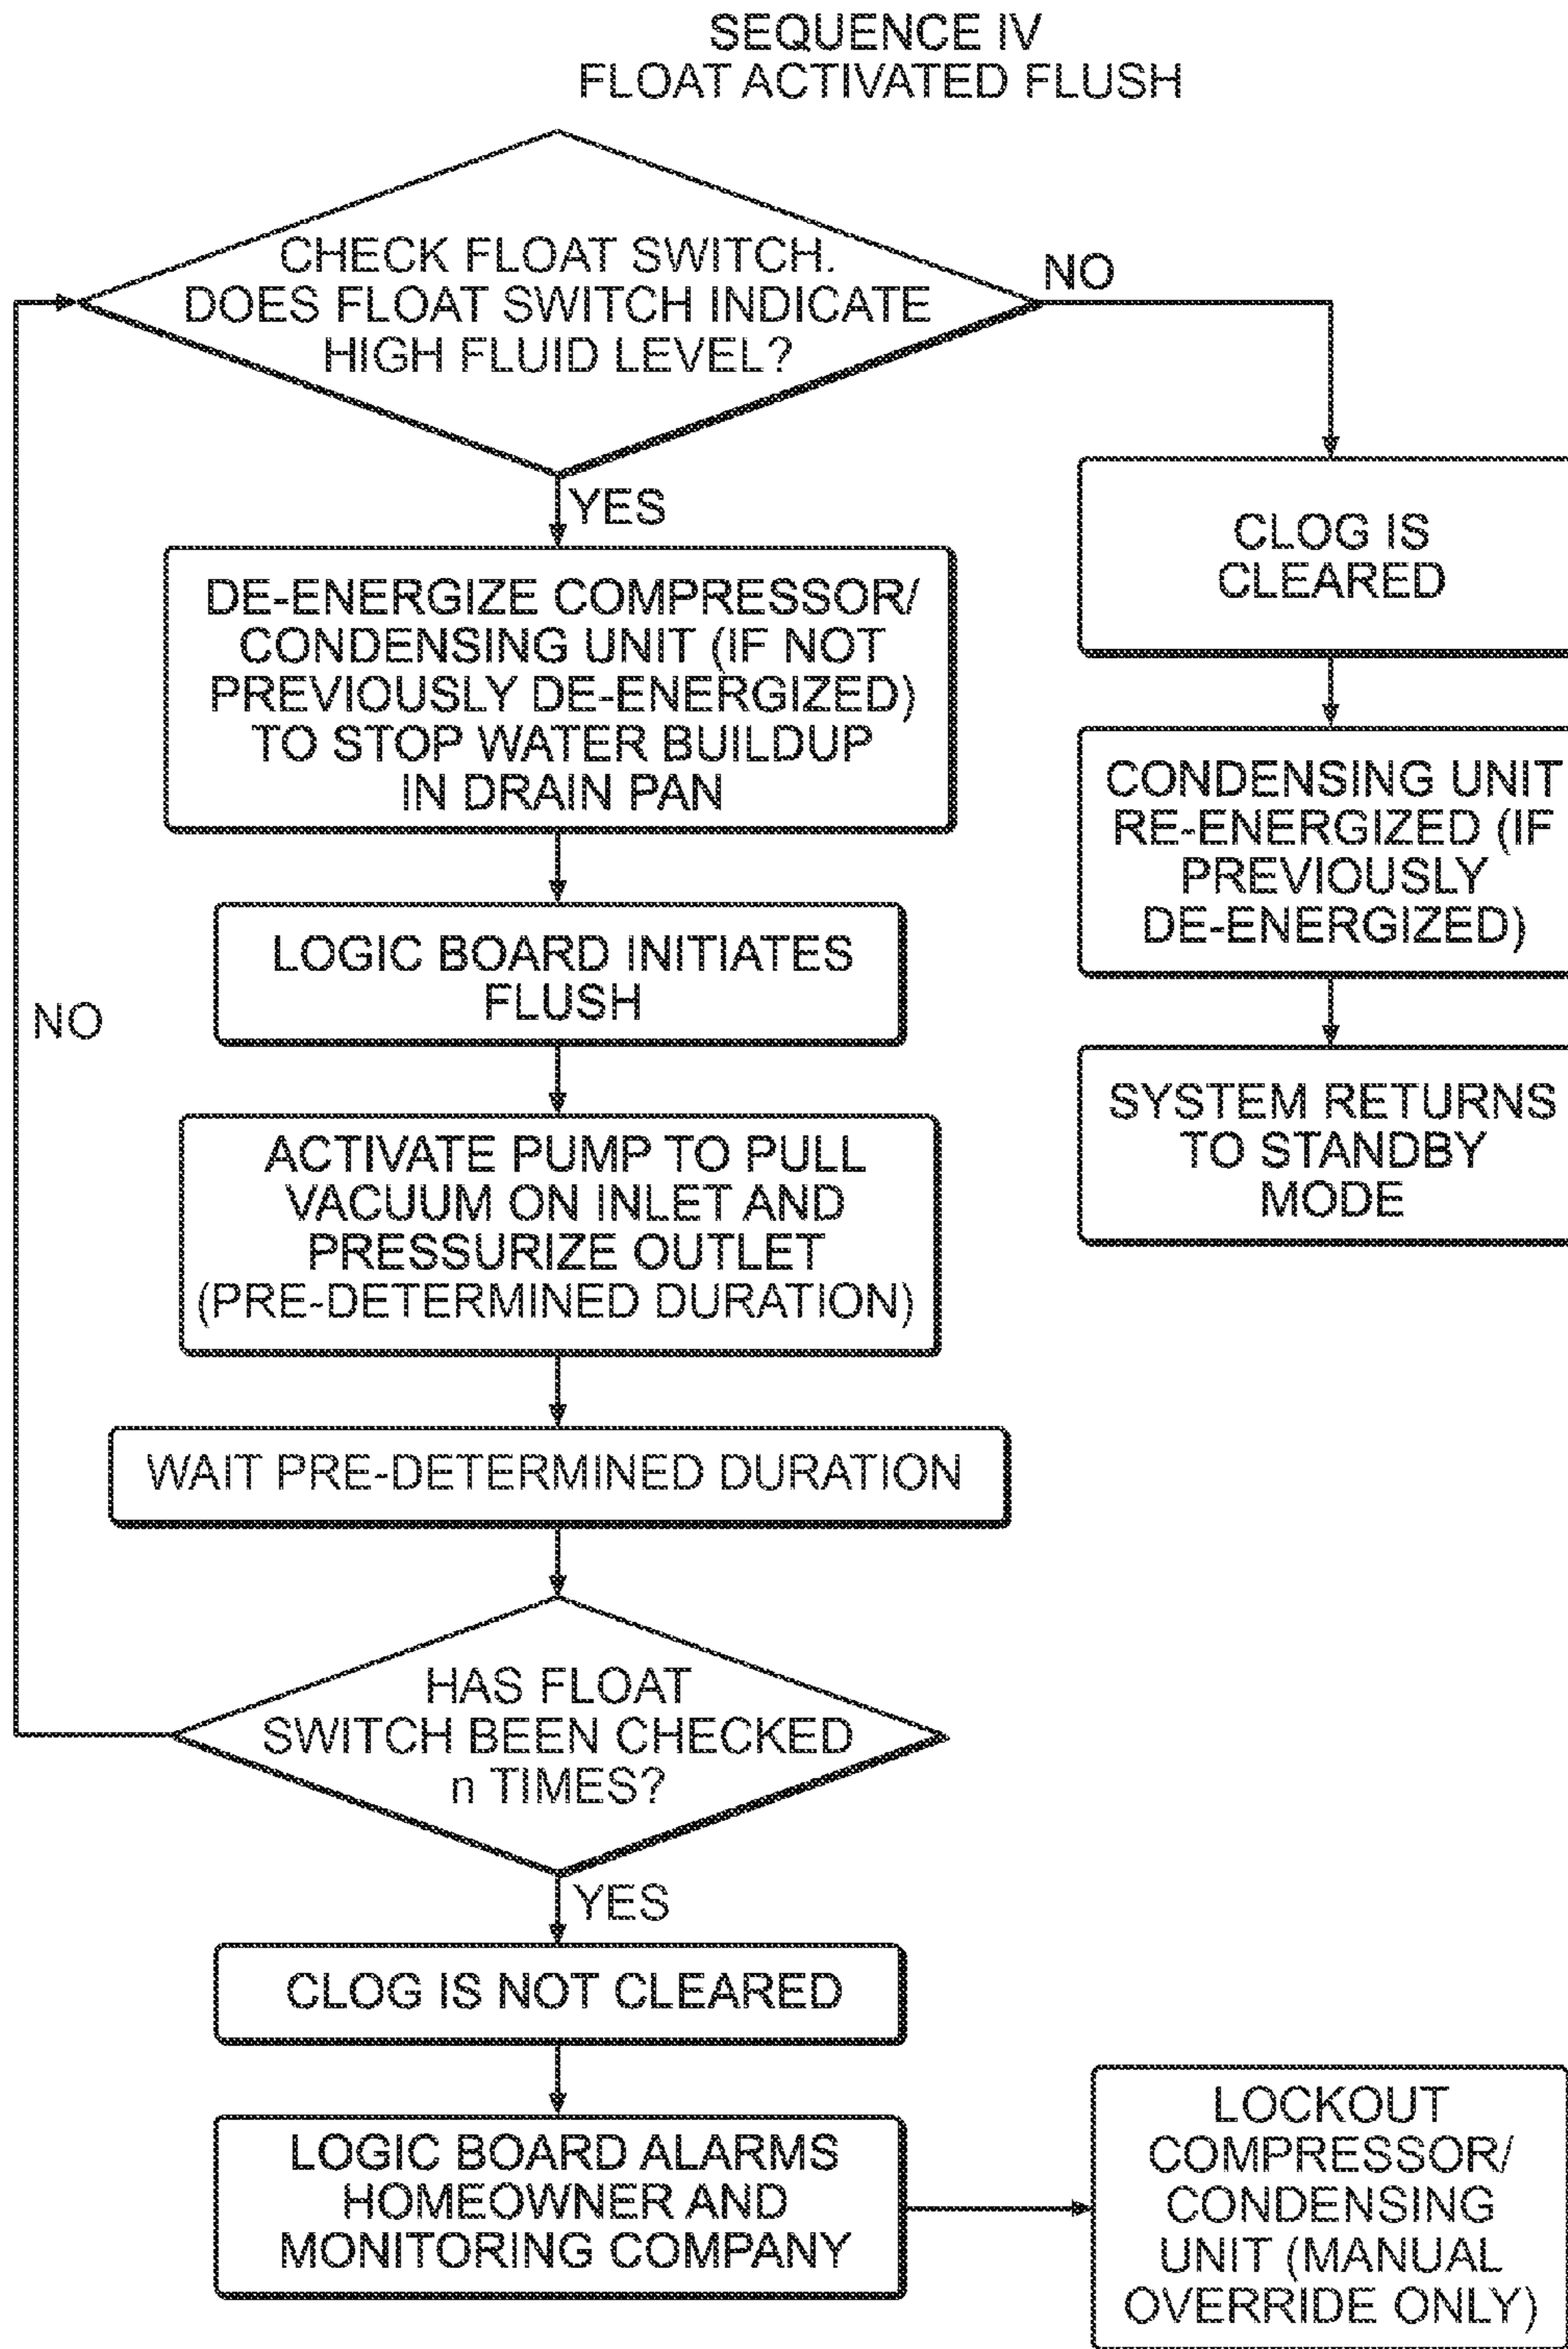 SEQUENCE IV
FLOAT ACTIVATED FLUSH
CHECK FLOAT SWITCH.
DOES FLOAT SWITCH INDICATE
HIGH FLUID LEVEL?
NO
YES
DE-ENERGIZE COMPRESSOR/
CONDENSING UNIT (IF NOT
PREVIOUSLY DE-ENERGIZED)
TO STOP WATER BUILDUP
IN DRAIN PAN
LOGIC BOARD INITIATES
FLUSH
ACTIVATE PUMP TO PULL
VACUUM ON INLET AND
PRESSURIZE OUTLET
(PRE-DETERMINED DURATION)
WAIT PRE-DETERMINED DURATION
HAS FLOAT
SWITCH BEEN CHECKED
n TIMES?
NO
YES
CLOG IS NOT CLEARED
LOGIC BOARD ALARMS
HOMEOWNER AND
MONITORING COMPANY
LOCKOUT
COMPRESSOR/
CONDENSING
UNIT (MANUAL
OVERRIDE ONLY)
CLOG IS
CLEARED
CONDENSING UNIT
RE-ENERGIZED (IF
PREVIOUSLY
DE-ENERGIZED)
SYSTEM RETURNS
TO STANDBY
MODE